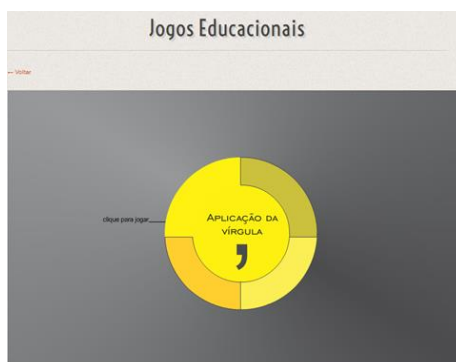 Jogos Educacionais
← Voltar
clique para jogar
APLICAÇÃO DA
VÍRGULA
,